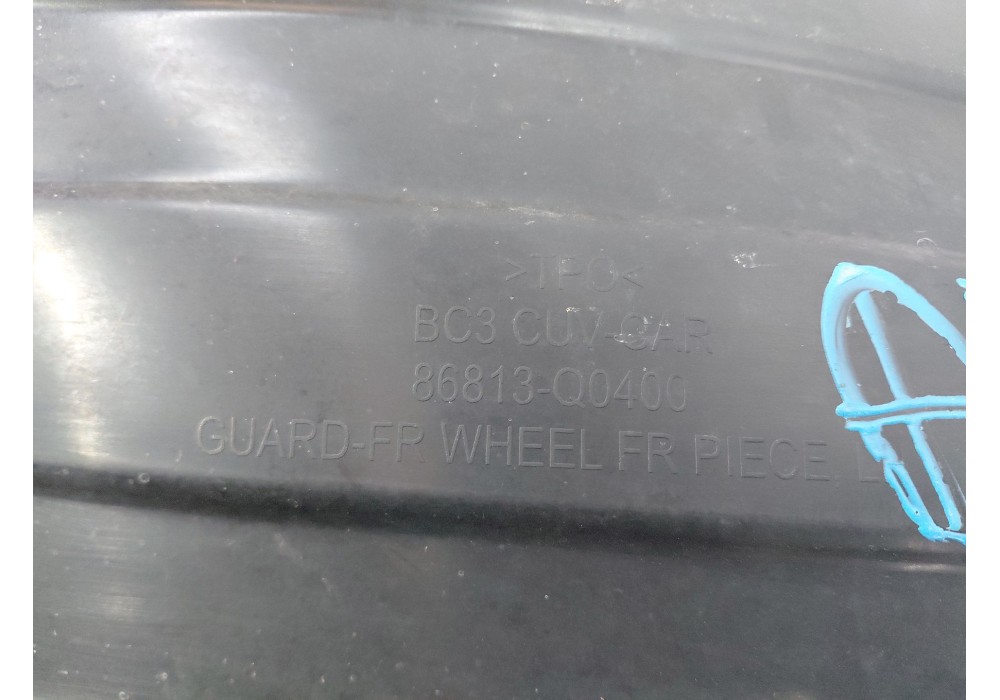 >TPO<
BC3 CUV-CAR
86813-Q0400
GUARD-FR WHEEL FR PIECE, L